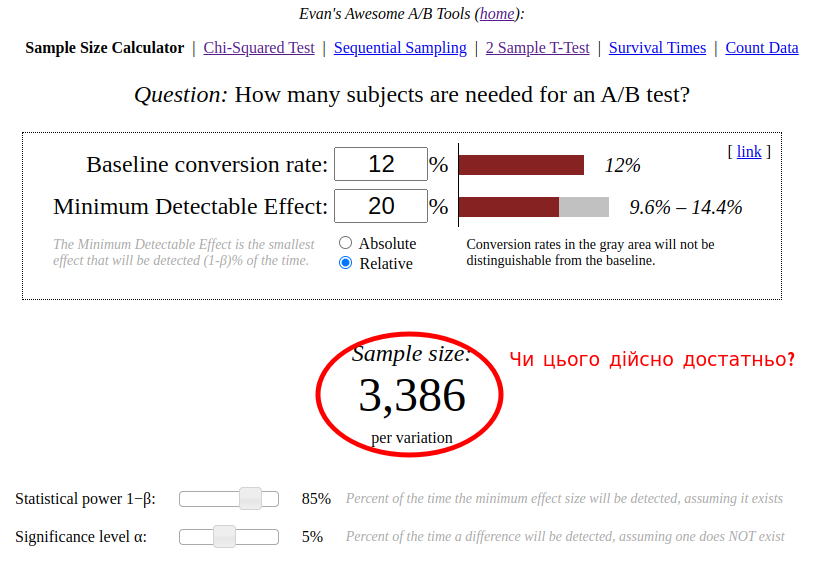 Evan's Awesome A/B Tools (home):
Sample Size Calculator | Chi-Squared Test | Sequential Sampling | 2 Sample T-Test | Survival Times | Count Data
Question: How many subjects are needed for an A/B test?
[ link ]
Baseline conversion rate: 12 % 12%
Minimum Detectable Effect: 20 % 9.6% – 14.4%
The Minimum Detectable Effect is the smallest
effect that will be detected (1-β)% of the time.
Absolute
Relative
Conversion rates in the gray area will not be
distinguishable from the baseline.
Sample size:
3,386
per variation
Чи цього дійсно достатньо?
Statistical power 1−β: 85% Percent of the time the minimum effect size will be detected, assuming it exists
Significance level α: 5% Percent of the time a difference will be detected, assuming one does NOT exist